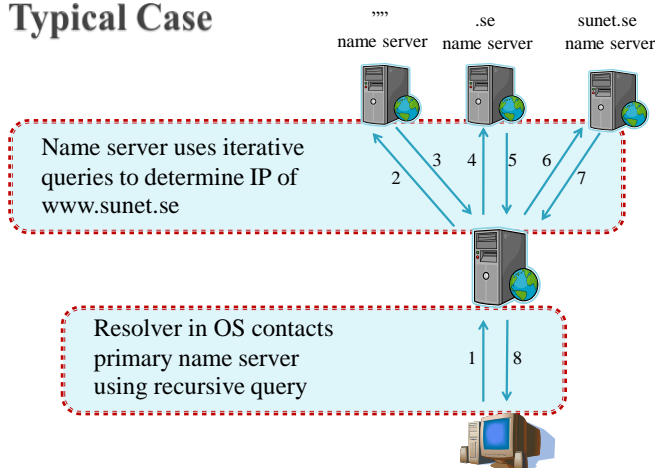 Typical Case
””
name server
.se
name server
sunet.se
name server
Name server uses iterative
queries to determine IP of
www.sunet.se
2
3
4
5
6
7
Resolver in OS contacts
primary name server
using recursive query
1
8